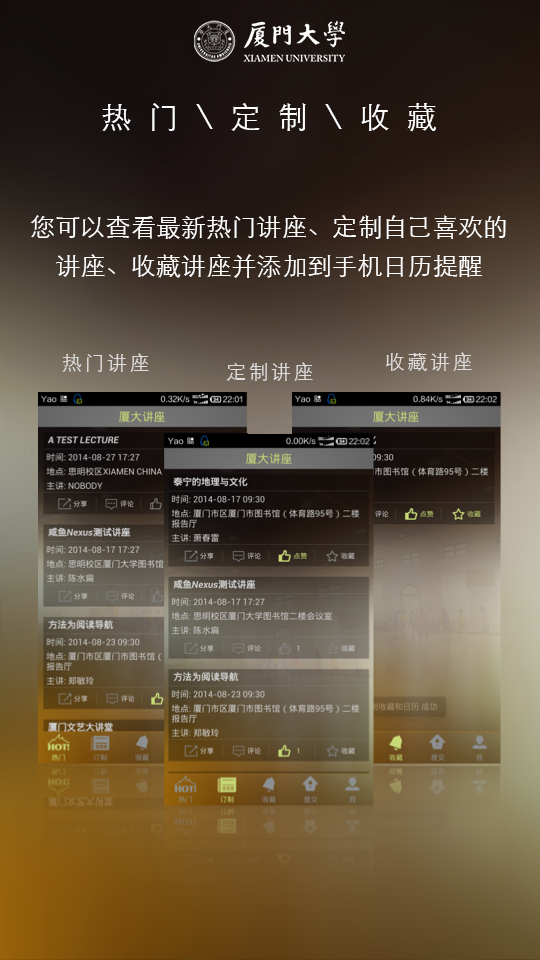 厦門大學
XIAMEN UNIVERSITY
热 门 \ 定 制 \ 收 藏
您可以查看最新热门讲座、定制自己喜欢的
讲座、收藏讲座并添加到手机日历提醒
热门讲座
定制讲座
收藏讲座
Yao 0.32K/s 22:01
厦大讲座
A TEST LECTURE
时间: 2014-08-27 17:27
地点: 思明校区XIAMEN CHINA
主讲: NOBODY
分享 评论
咸鱼Nexus测试讲座
时间: 2014-08-17 17:27
地点: 思明校区厦门大学图书馆
主讲: 陈水扁
分享 评论
方法为阅读导航
时间: 2014-08-23 09:30
地点: 厦门市区厦门市图书馆（
报告厅
主讲: 郑敏玲
分享 评论
厦门文艺大讲堂
HOT!
热门 订制 收藏
Yao 0.00K/s 22:02
厦大讲座
泰宁的地理与文化
时间: 2014-08-17 09:30
地点: 厦门市区厦门市图书馆（体育路95号）二楼
报告厅
主讲: 萧春雷
分享 评论 点赞 收藏
咸鱼Nexus测试讲座
时间: 2014-08-17 17:27
地点: 思明校区厦门大学图书馆二楼会议室
主讲: 陈水扁
分享 评论 1 收藏
方法为阅读导航
时间: 2014-08-23 09:30
地点: 厦门市区厦门市图书馆（体育路95号）二楼
报告厅
主讲: 郑敏玲
分享 评论 1 收藏
HOT!
热门 订制 收藏 提交 我
Yao 0.84K/s 22:02
厦大讲座
09:30
市图书馆（体育路95号）二楼
评论 点赞 收藏
收藏和日历 成功
收藏 提交 我